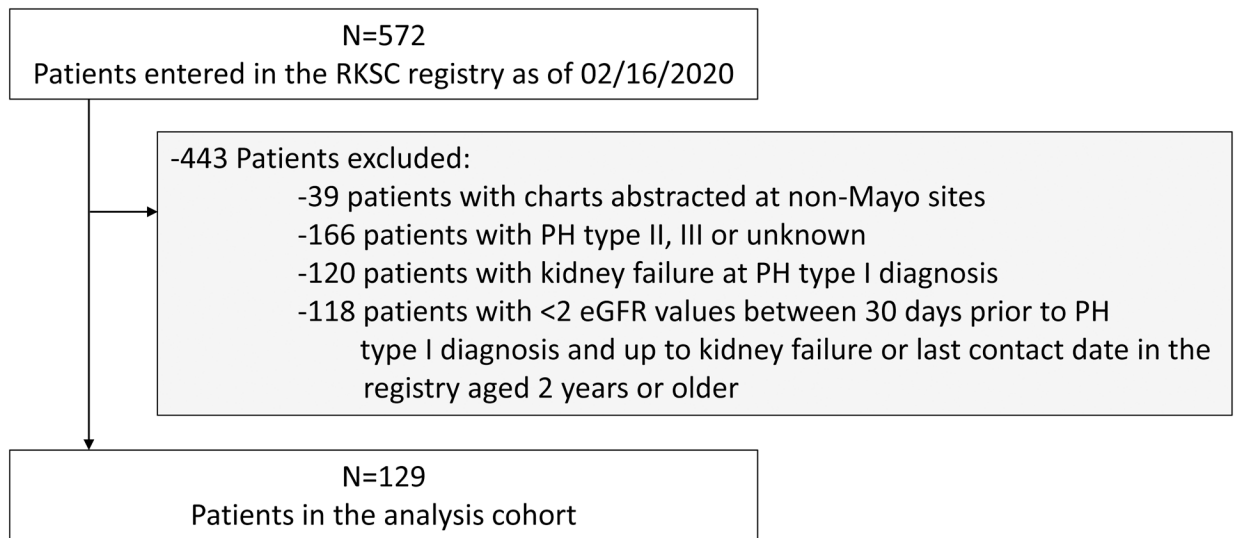 N=572
Patients entered in the RKSC registry as of 02/16/2020
-443 Patients excluded:
-39 patients with charts abstracted at non-Mayo sites
-166 patients with PH type II, III or unknown
-120 patients with kidney failure at PH type I diagnosis
-118 patients with <2 eGFR values between 30 days prior to PH
type I diagnosis and up to kidney failure or last contact date in the
registry aged 2 years or older
N=129
Patients in the analysis cohort